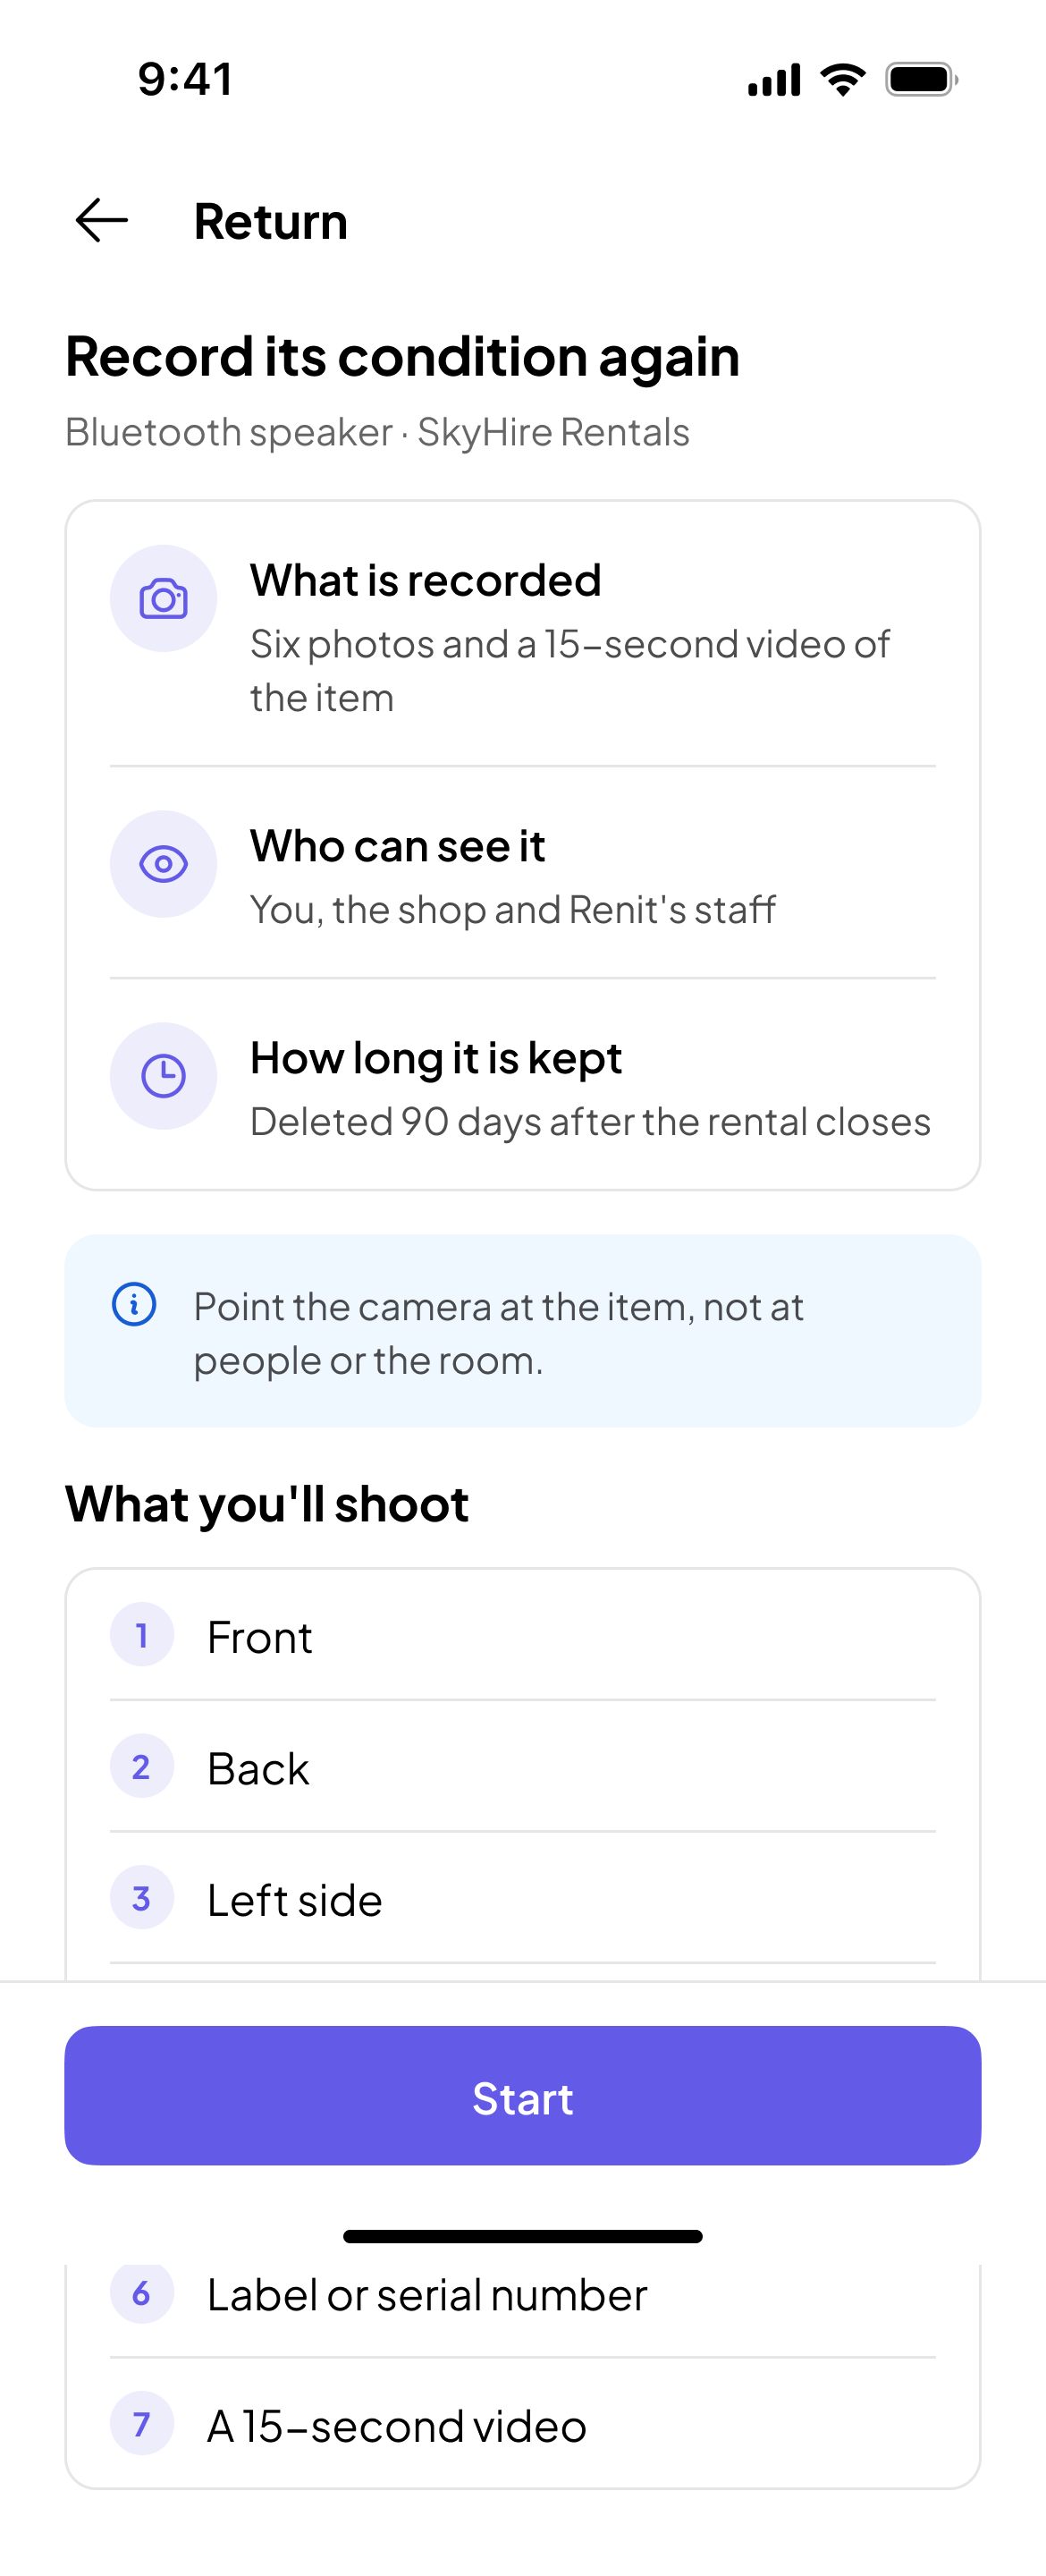 9:41
Return
Record its condition again
Bluetooth speaker · SkyHire Rentals
What is recorded
Six photos and a 15-second video of
the item
Who can see it
You, the shop and Renit's staff
How long it is kept
Deleted 90 days after the rental closes
Point the camera at the item, not at
people or the room.
What you'll shoot
1 Front
2 Back
3 Left side
Start
6 Label or serial number
7 A 15-second video